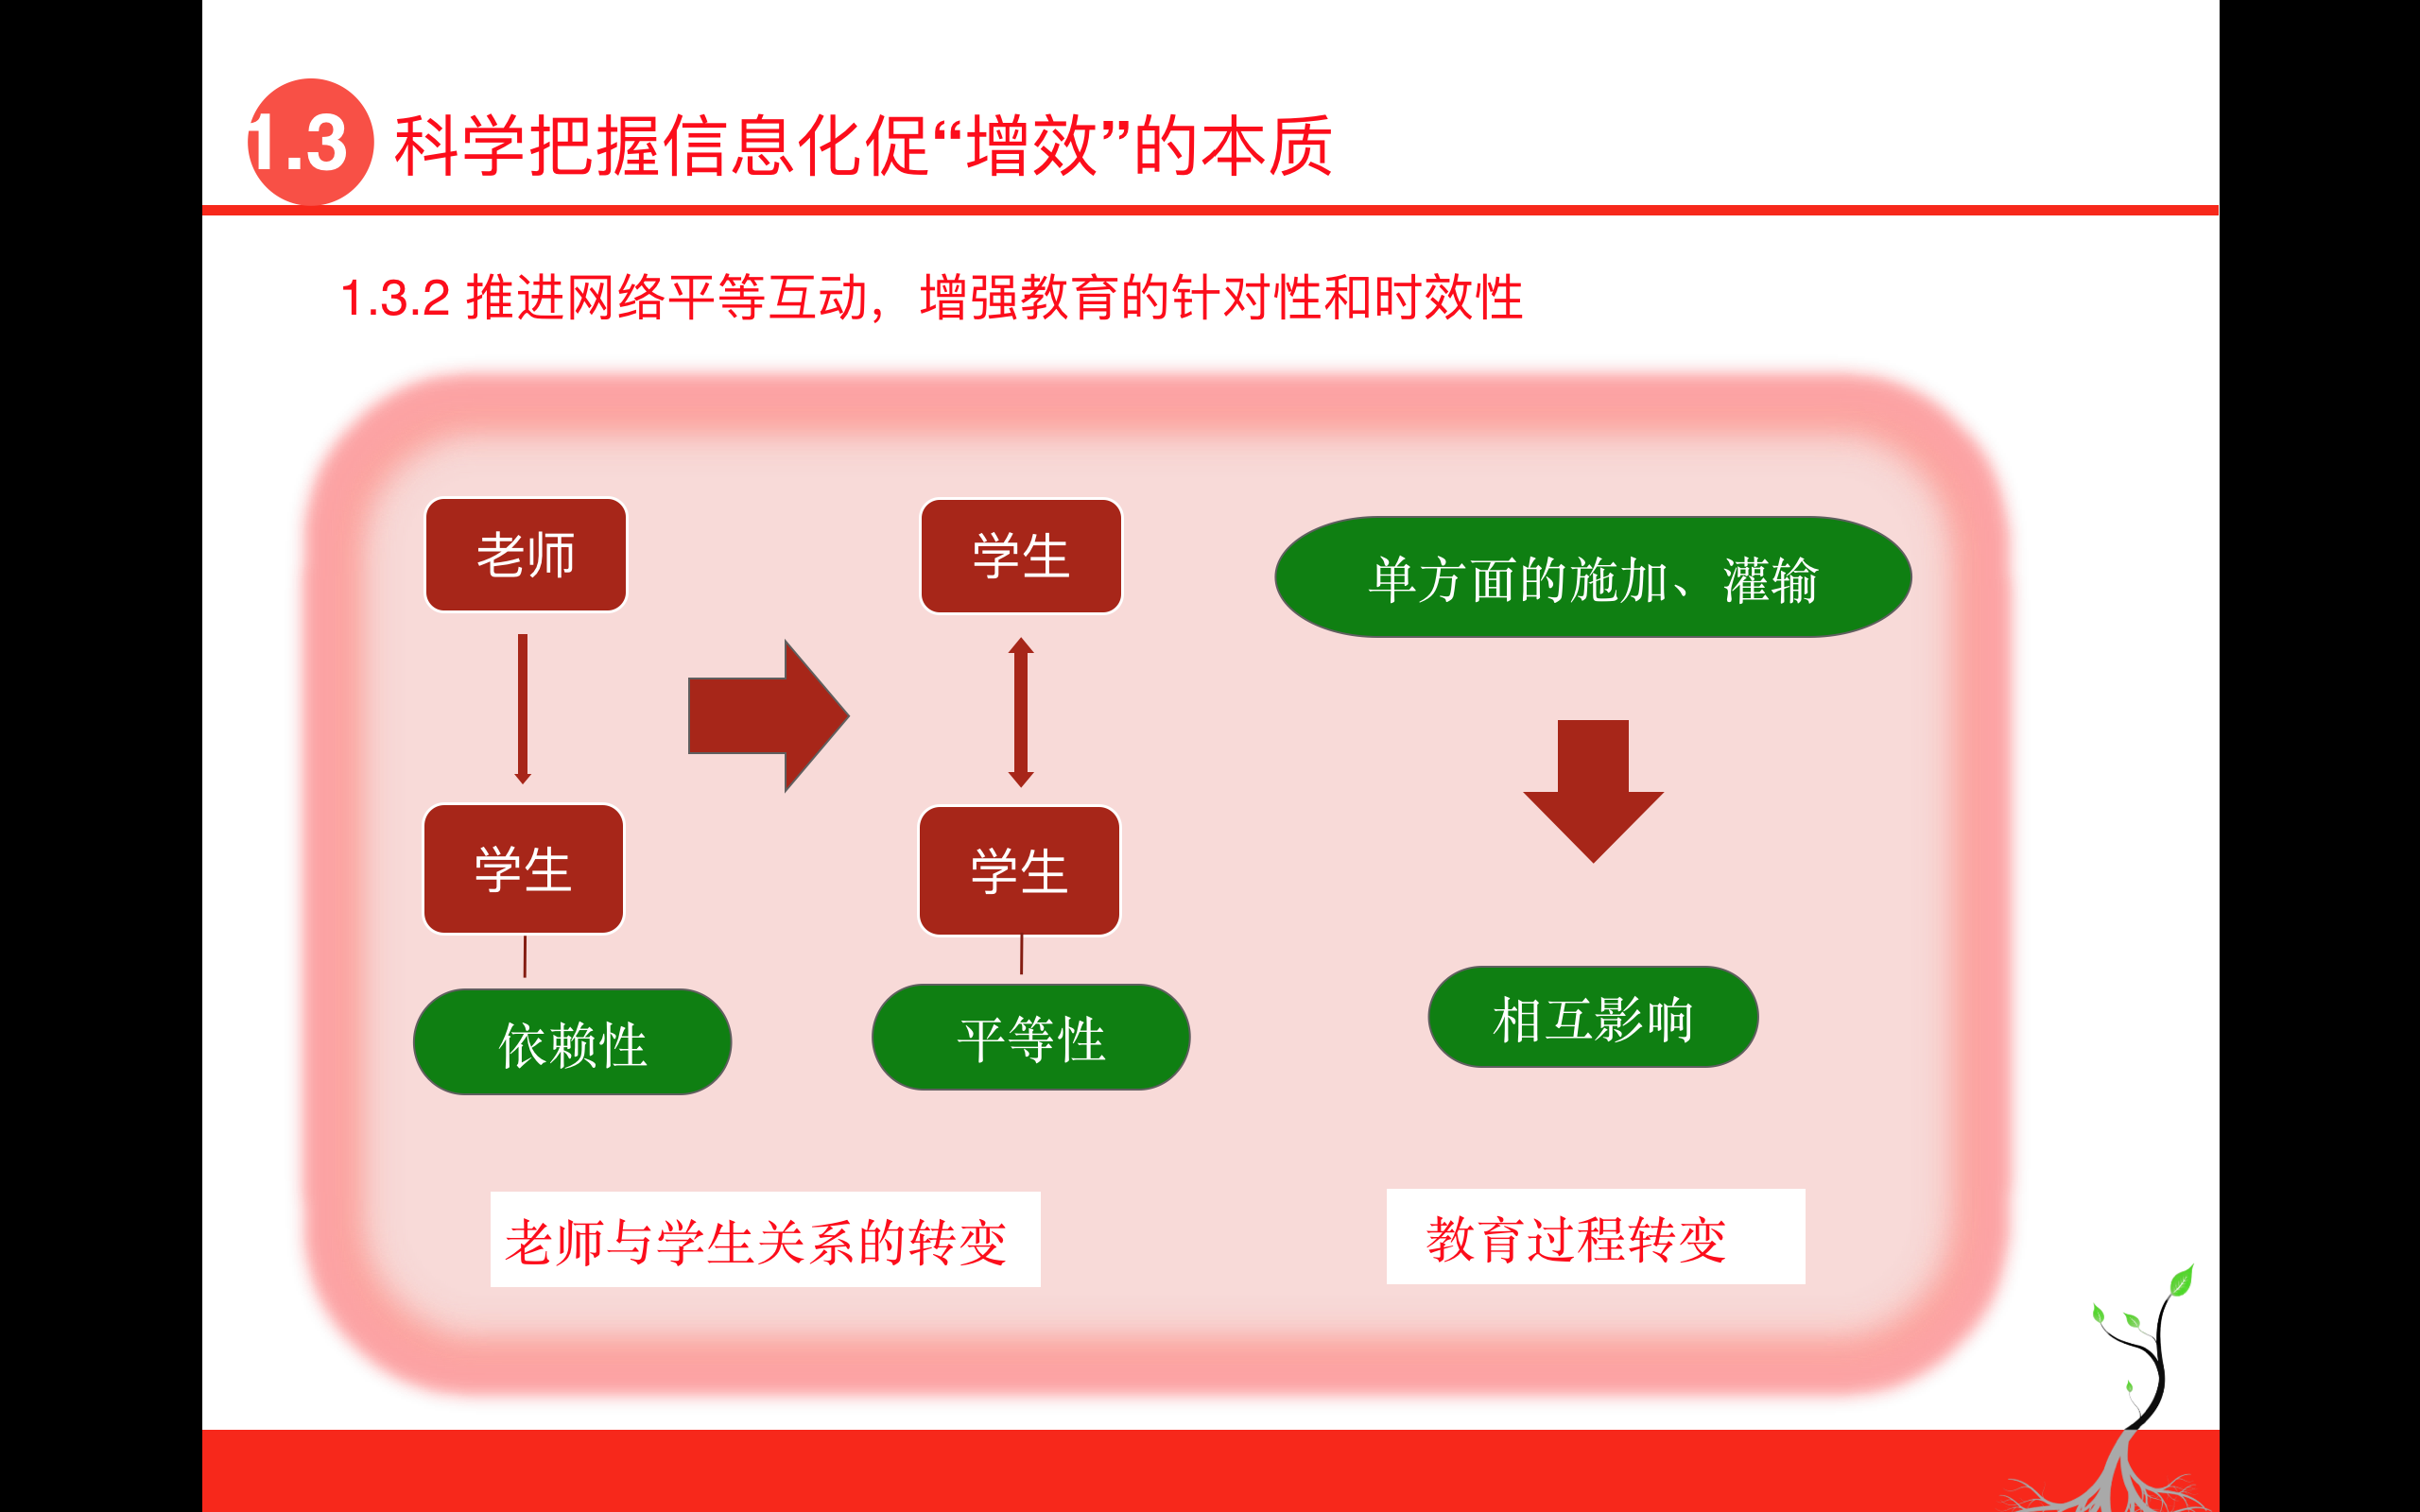 1.3 科学把握信息化促“增效”的本质
1.3.2 推进网络平等互动，增强教育的针对性和时效性
老师
学生
依赖性
学生
学生
平等性
老师与学生关系的转变
单方面的施加、灌输
相互影响
教育过程转变